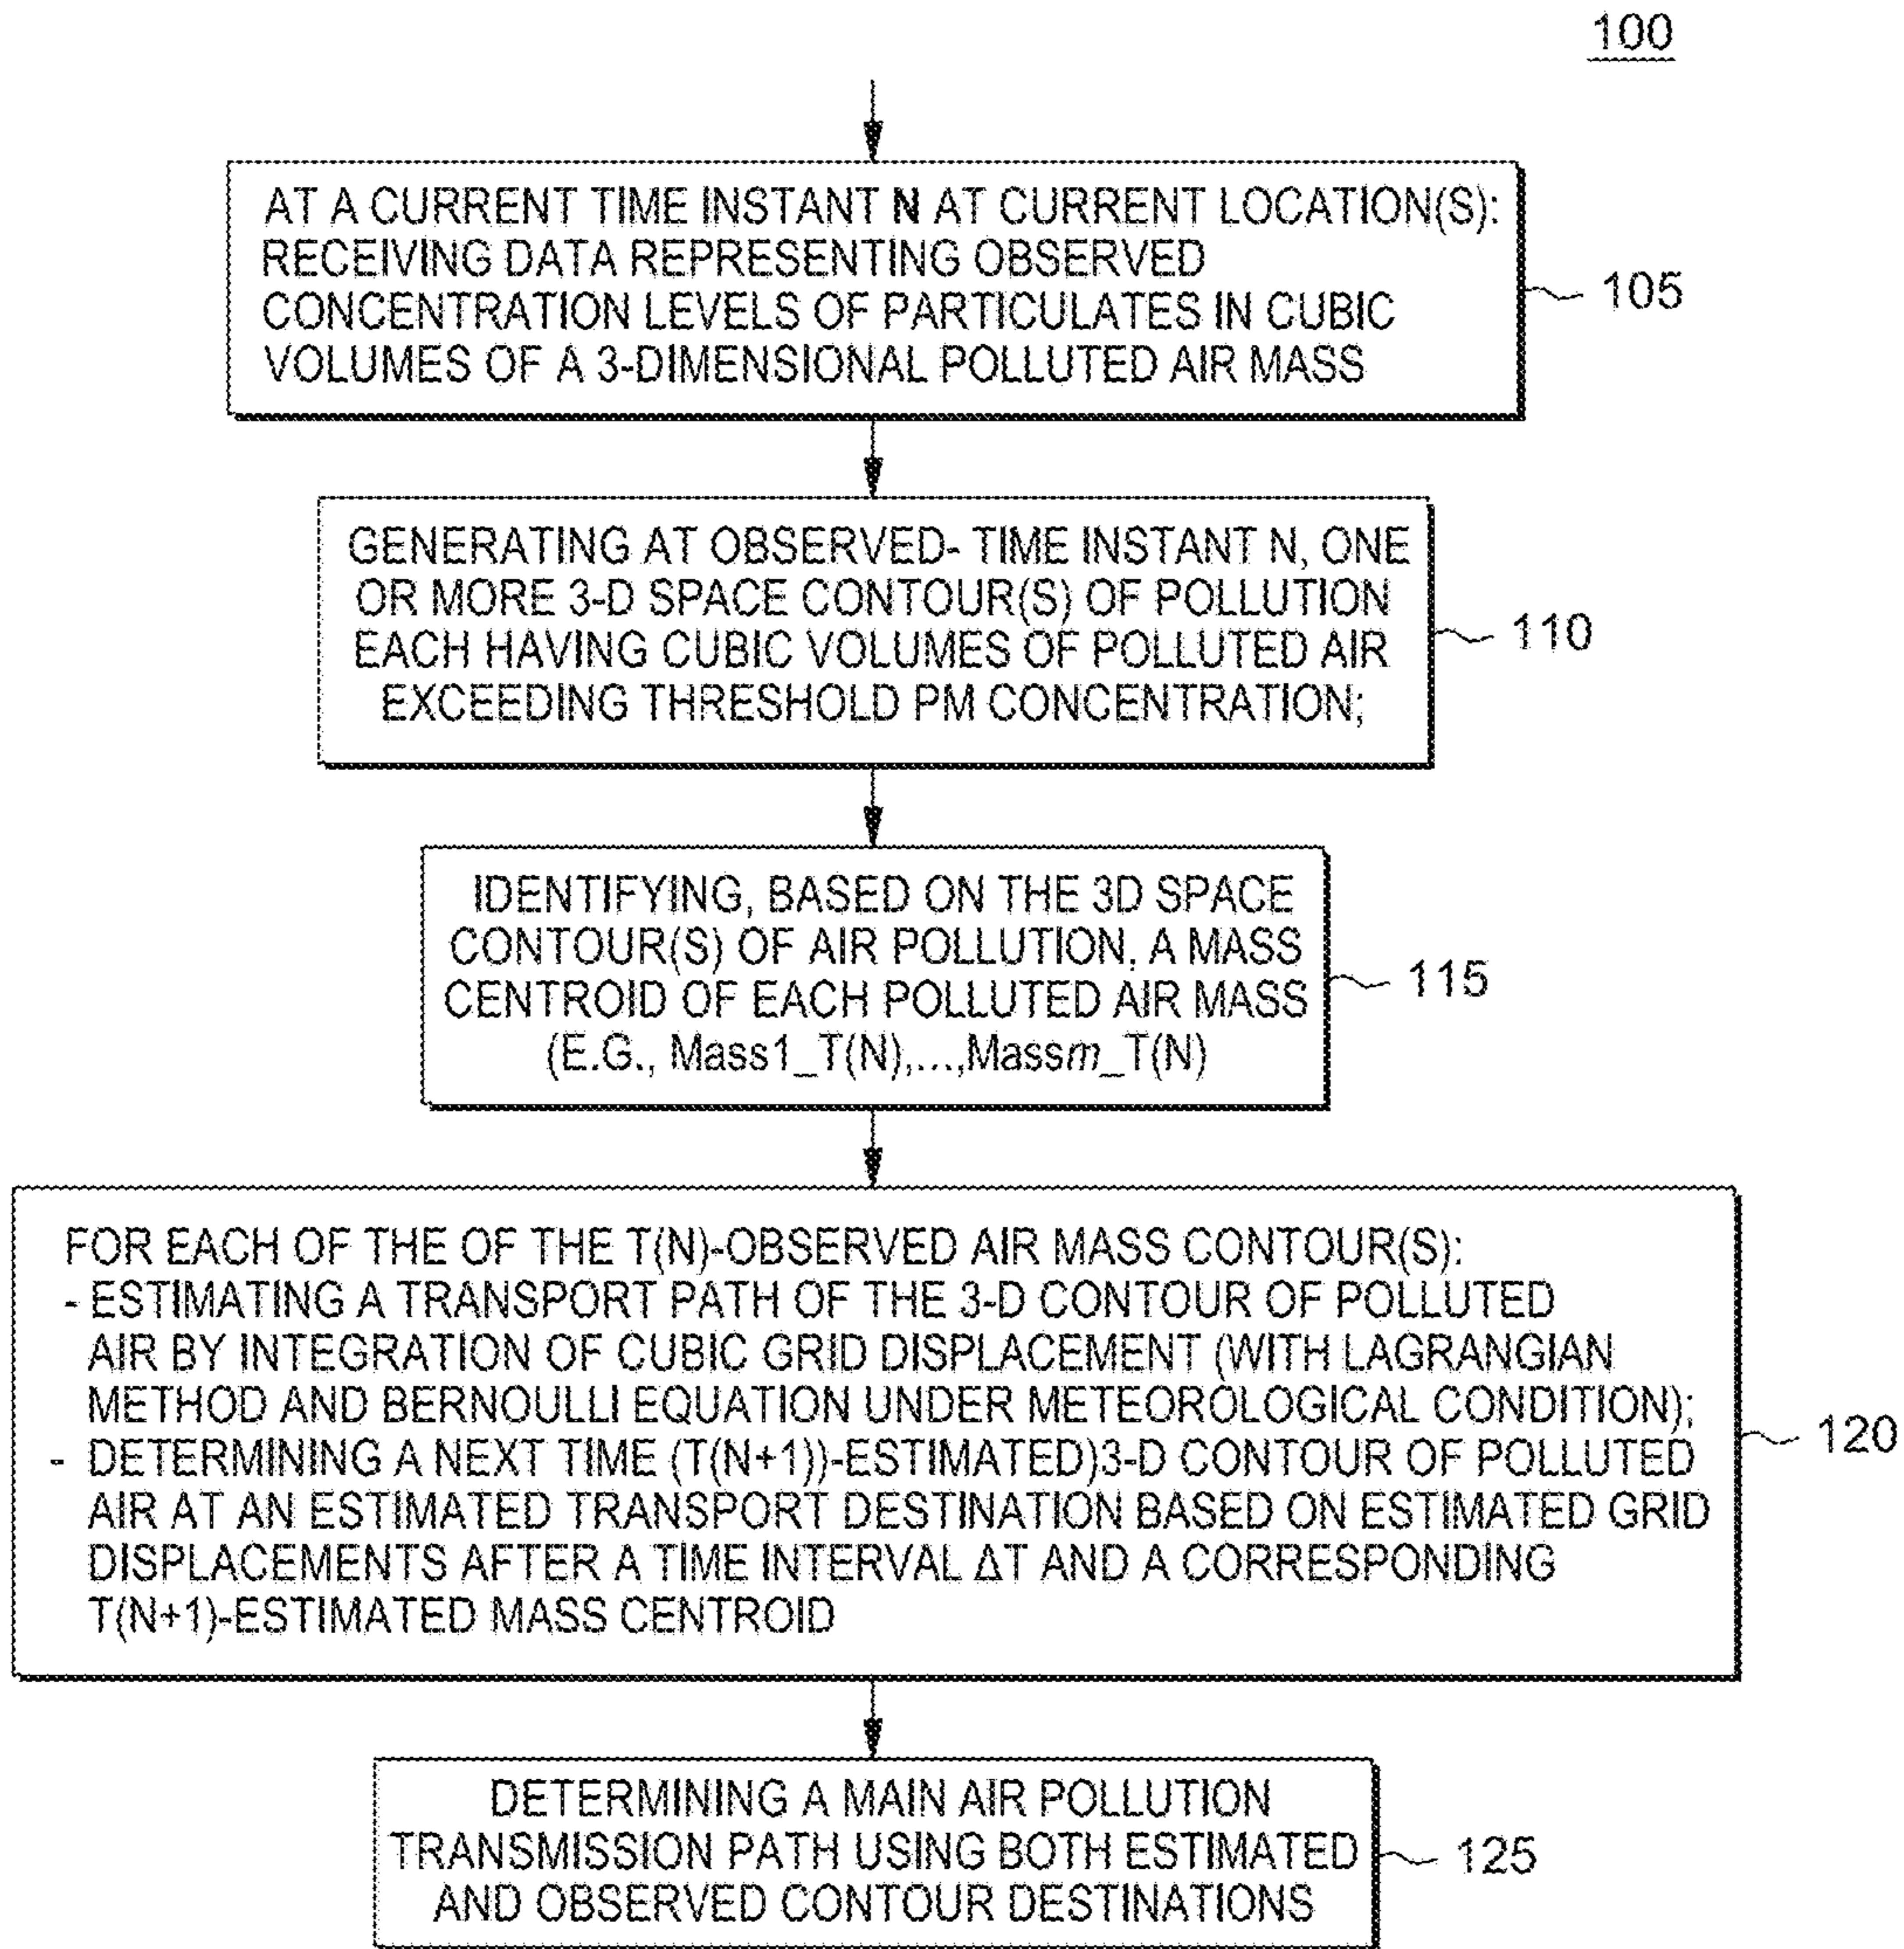 100
AT A CURRENT TIME INSTANT N AT CURRENT LOCATION(S):
RECEIVING DATA REPRESENTING OBSERVED
CONCENTRATION LEVELS OF PARTICULATES IN CUBIC
VOLUMES OF A 3-DIMENSIONAL POLLUTED AIR MASS
105
GENERATING AT OBSERVED- TIME INSTANT N, ONE
OR MORE 3-D SPACE CONTOUR(S) OF POLLUTION
EACH HAVING CUBIC VOLUMES OF POLLUTED AIR
EXCEEDING THRESHOLD PM CONCENTRATION;
110
IDENTIFYING, BASED ON THE 3D SPACE
CONTOUR(S) OF AIR POLLUTION, A MASS
CENTROID OF EACH POLLUTED AIR MASS
(E.G., Mass1_T(N),...,Massm_T(N)
115
FOR EACH OF THE OF THE T(N)-OBSERVED AIR MASS CONTOUR(S):
- ESTIMATING A TRANSPORT PATH OF THE 3-D CONTOUR OF POLLUTED
AIR BY INTEGRATION OF CUBIC GRID DISPLACEMENT (WITH LAGRANGIAN
METHOD AND BERNOULLI EQUATION UNDER METEOROLOGICAL CONDITION);
- DETERMINING A NEXT TIME (T(N+1))-ESTIMATED)3-D CONTOUR OF POLLUTED
AIR AT AN ESTIMATED TRANSPORT DESTINATION BASED ON ESTIMATED GRID
DISPLACEMENTS AFTER A TIME INTERVAL ΔT AND A CORRESPONDING
T(N+1)-ESTIMATED MASS CENTROID
120
DETERMINING A MAIN AIR POLLUTION
TRANSMISSION PATH USING BOTH ESTIMATED
AND OBSERVED CONTOUR DESTINATIONS
125